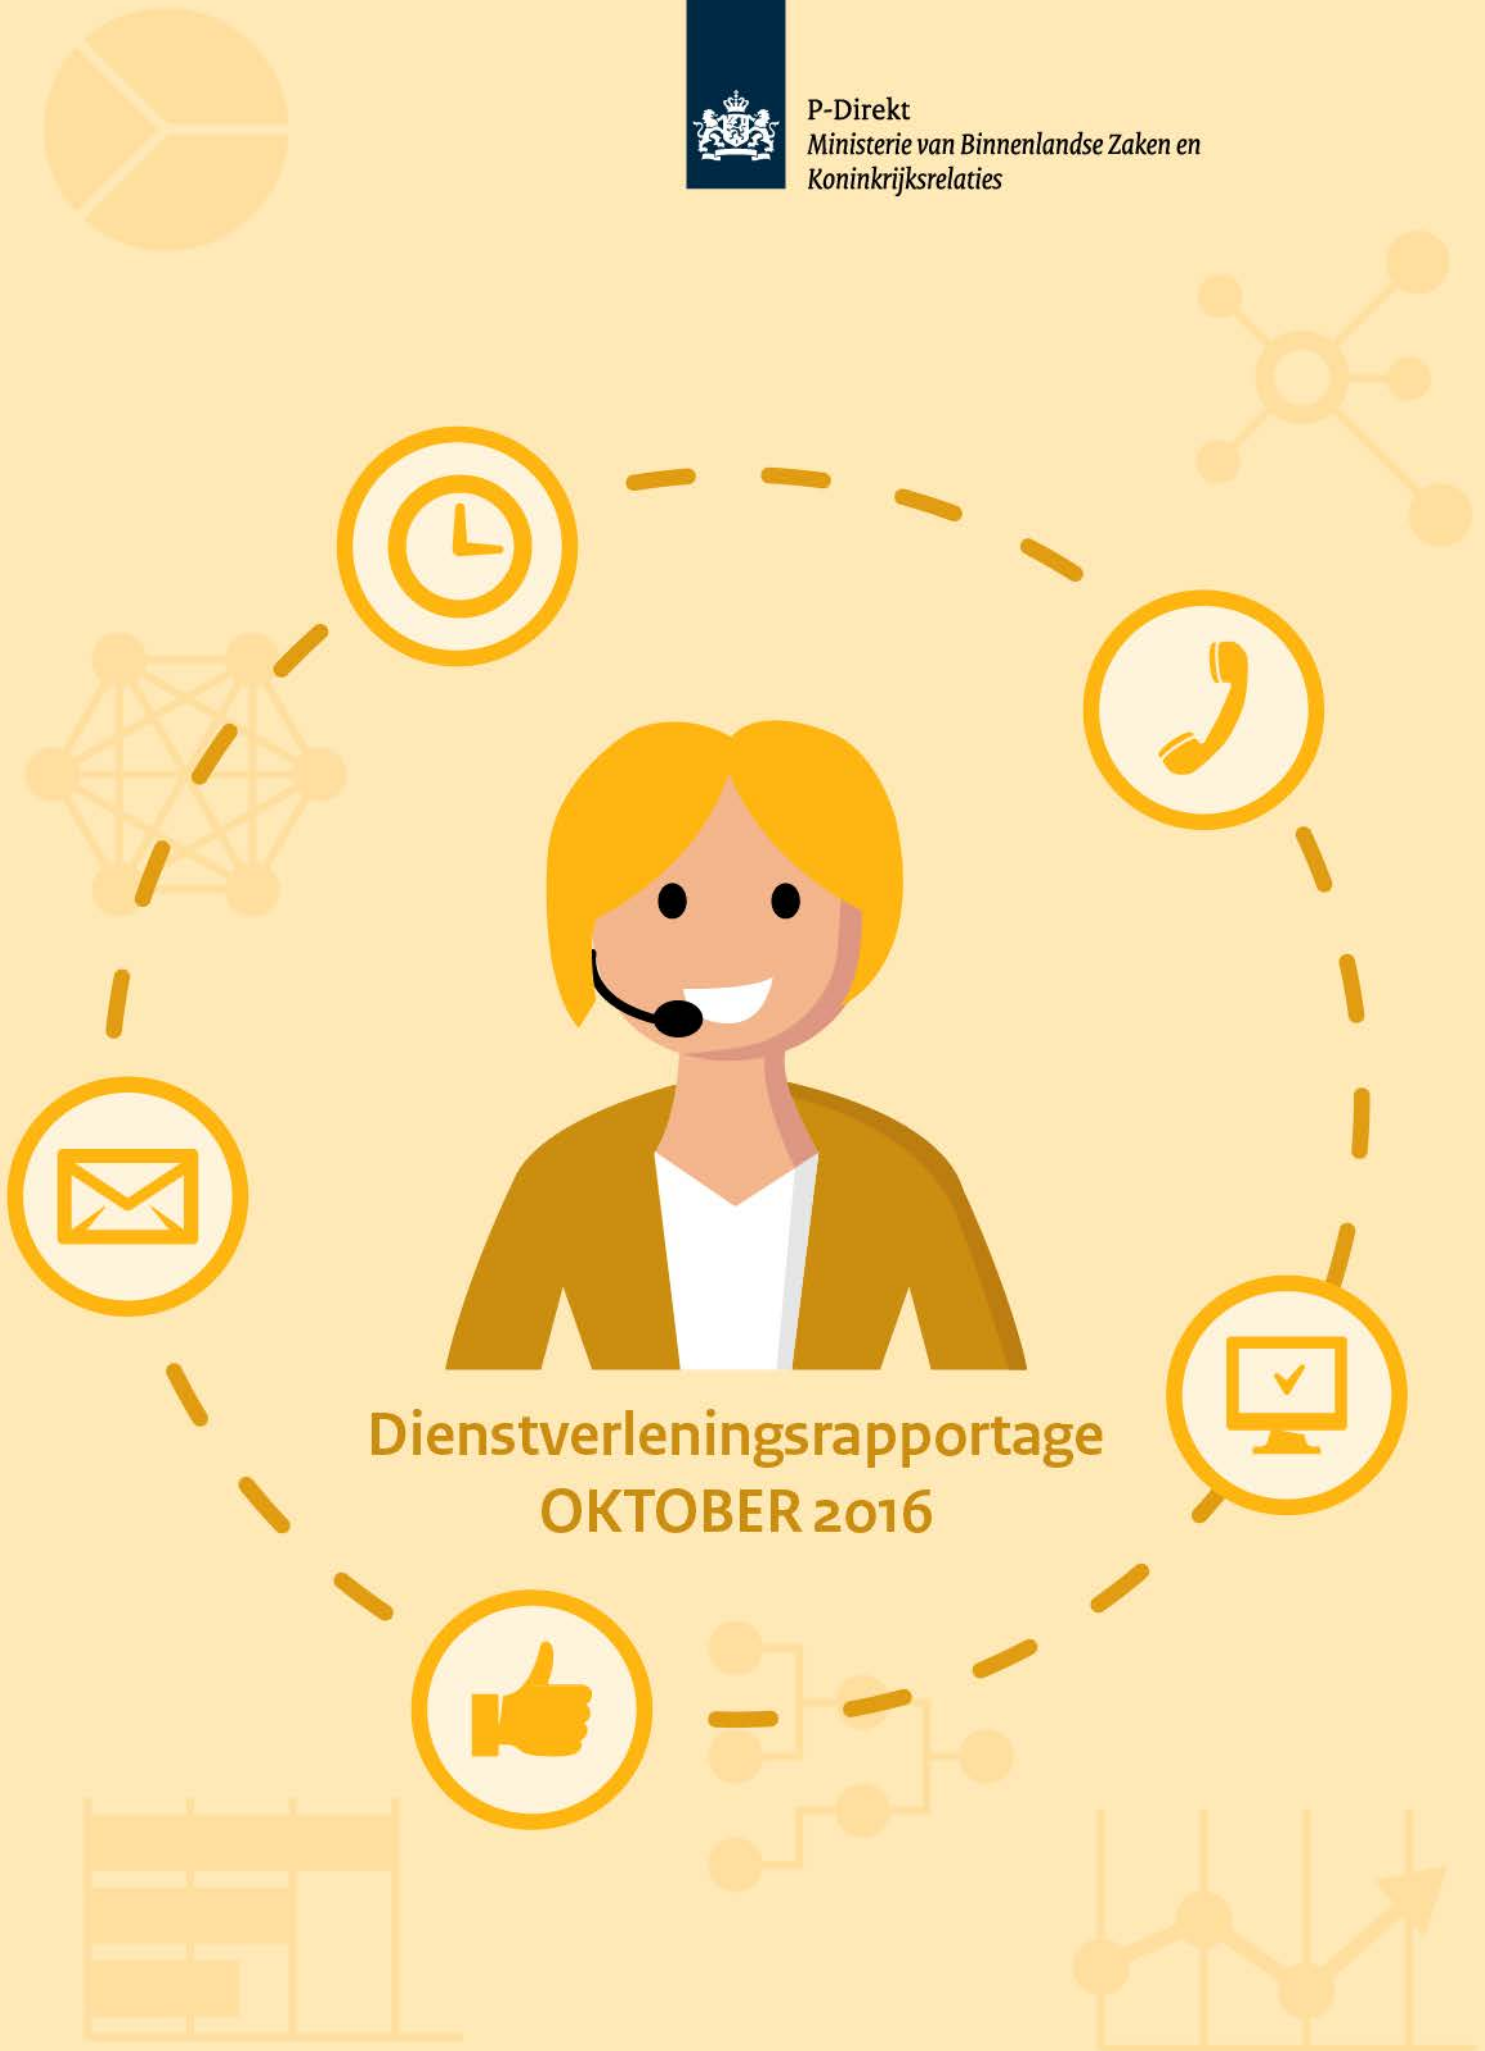 P-Direkt
Ministerie van Binnenlandse Zaken en
Koninkrijksrelaties
Dienstverleningsrapportage
OKTOBER 2016